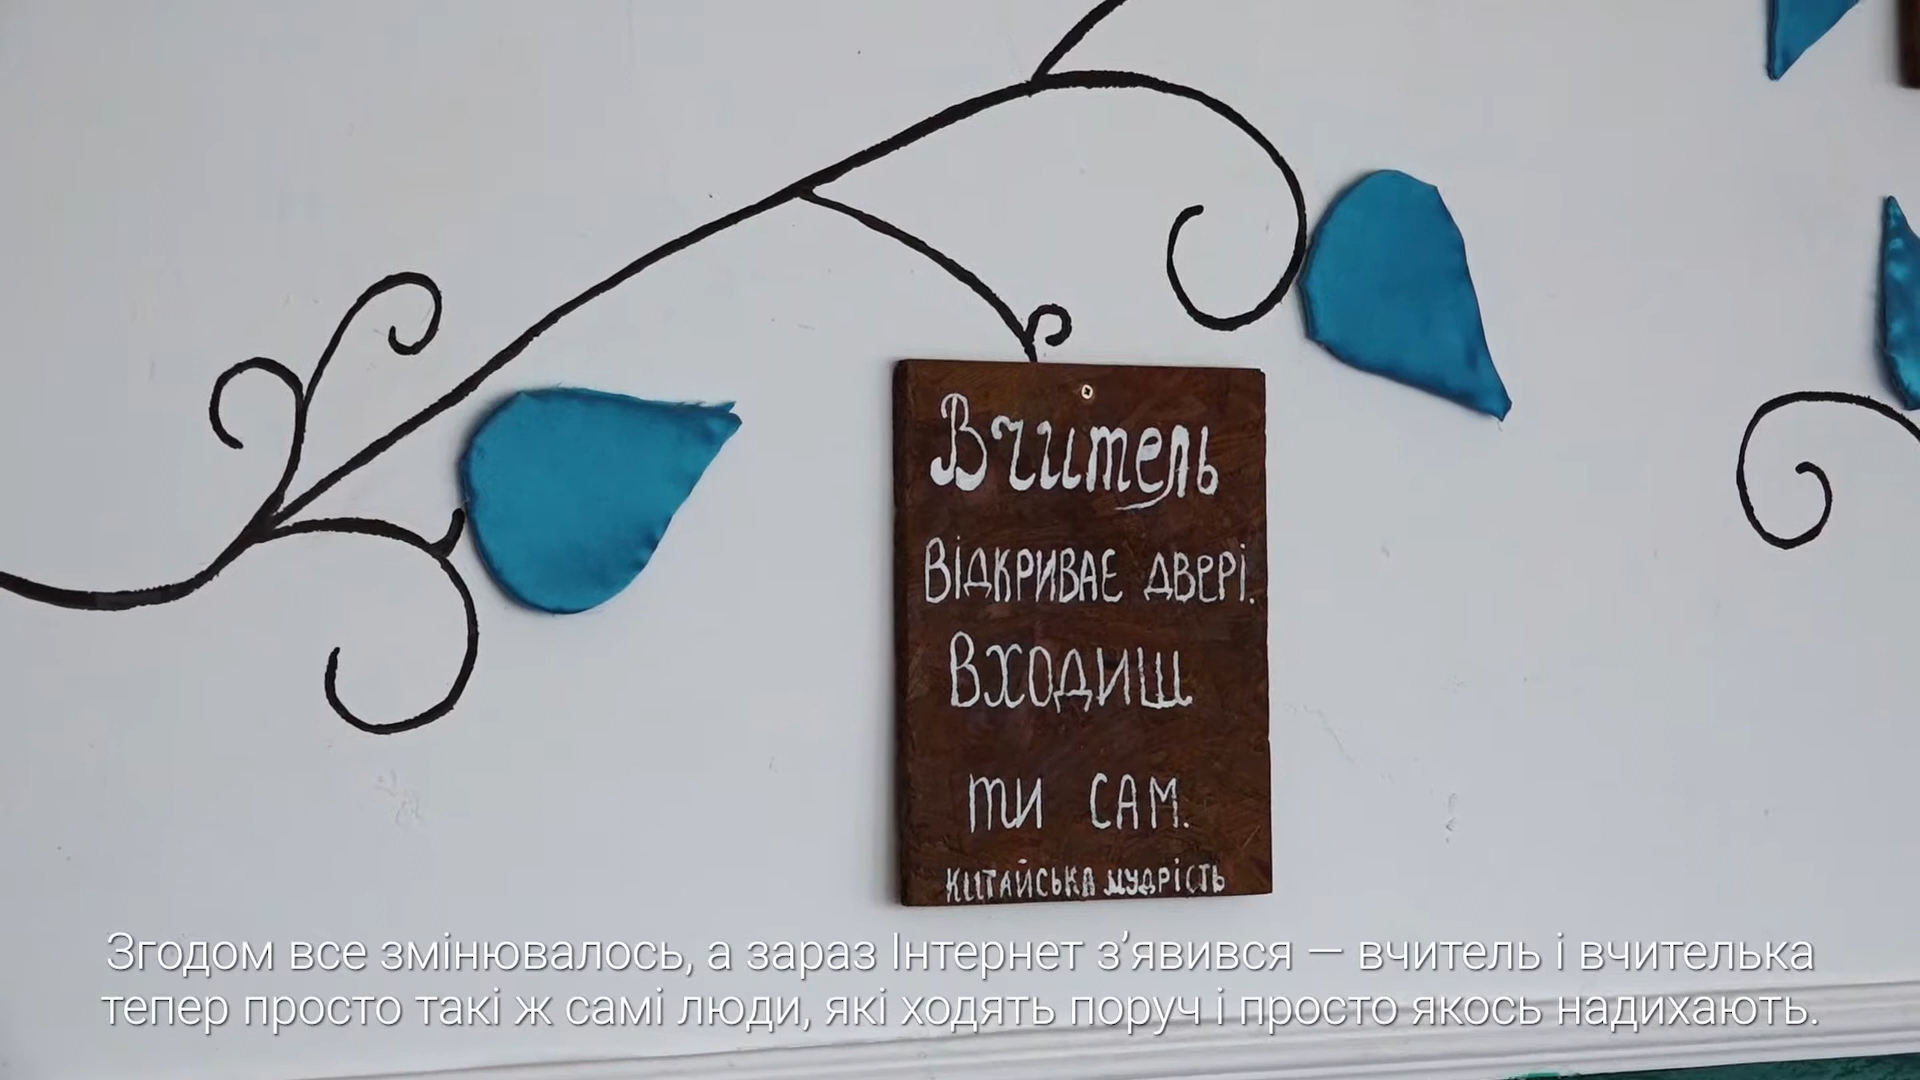 Вчитель
ВІДКРИВАЄ ДВЕРІ.
ВХОДИШ
ТИ САМ.
КИТАЙСЬКА МУДРІСТЬ
Згодом все змінювалось, а зараз Інтернет з’явився — вчитель і вчителька
тепер просто такі ж самі люди, які ходять поруч і просто якось надихають.